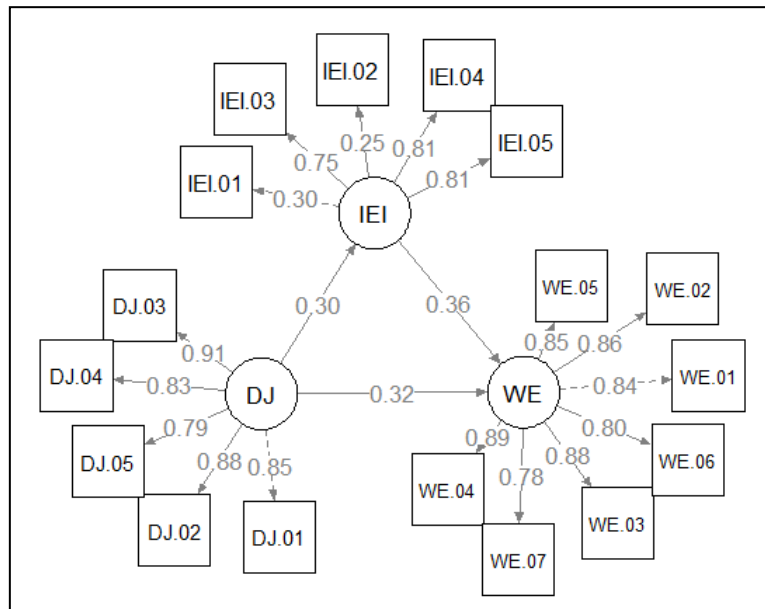 IEI.02
IEI.04
IEI.03
IEI.05
0.25
0.81
0.75
0.81
IEI.01
0.30
IEI
0.30
0.36
WE.05
WE.02
DJ.03
0.85
0.86
0.91
DJ.04
0.83
DJ
0.32
WE
0.84
WE.01
0.79
0.88
0.85
0.89
0.78
0.88
0.80
DJ.05
WE.06
WE.04
DJ.02
DJ.01
WE.03
WE.07